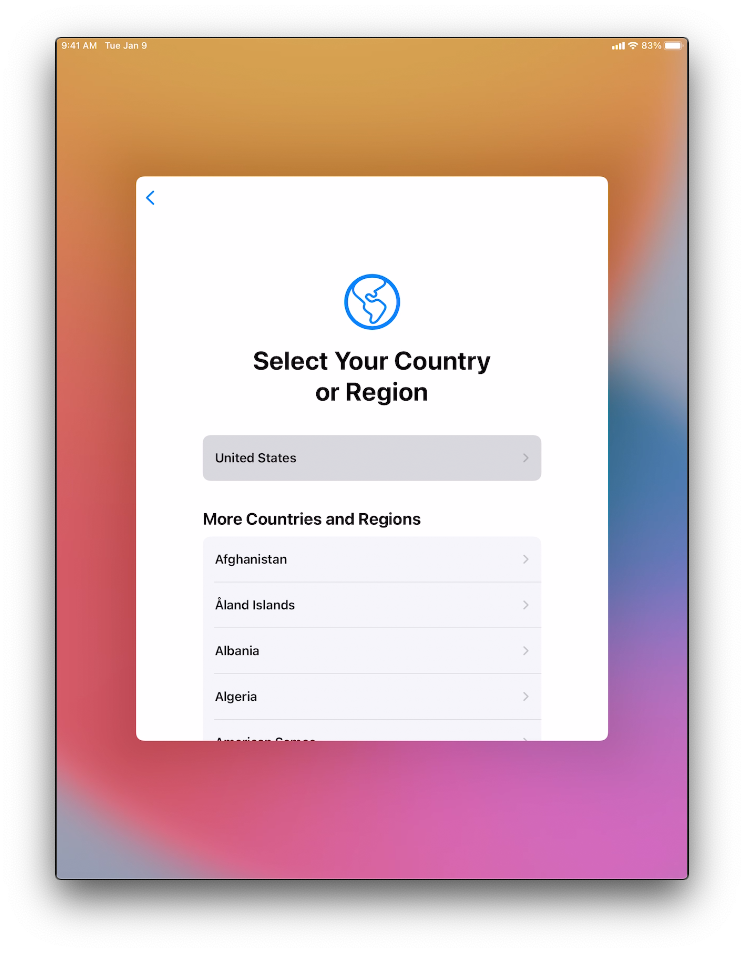 9:41 AM Tue Jan 9 83%
Select Your Country
or Region
United States
More Countries and Regions
Afghanistan
Åland Islands
Albania
Algeria